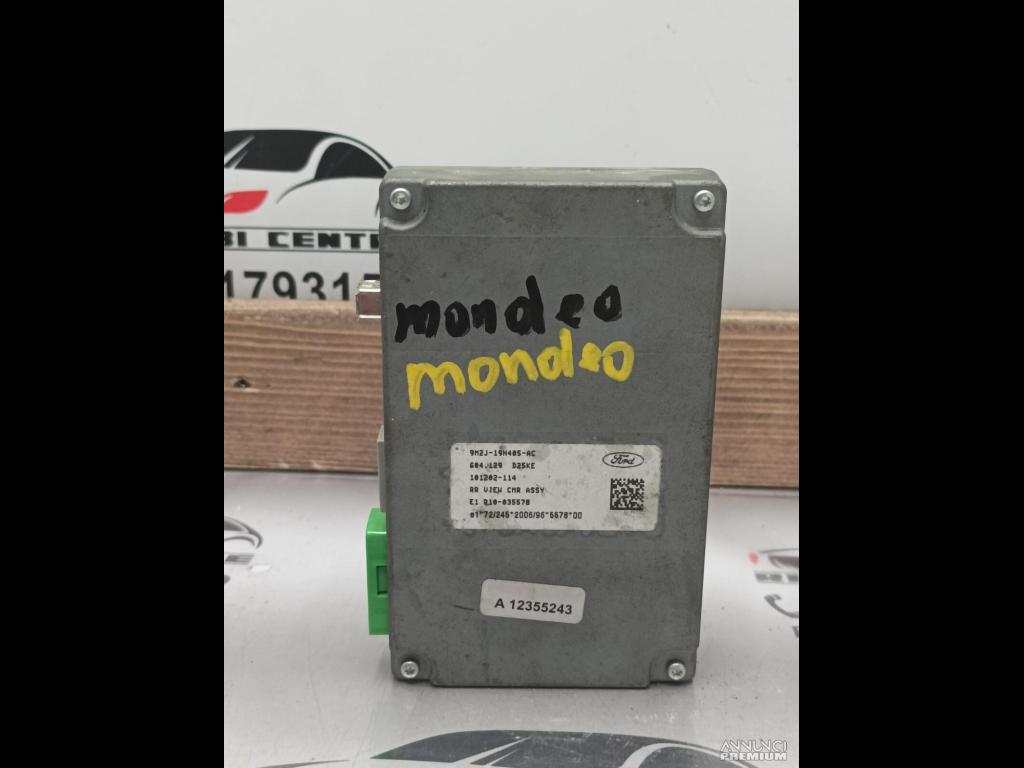 BI CENTR
17931
mondeo
mondeo
9M2J-19H405-AC
604.129 D25KE
Ford
101202-114
RR VIEW CMR ASSY
E1 010-035578
e1*72/245*2006/96*5578*00
A 12355243
ANNUNCI
PREMIUM